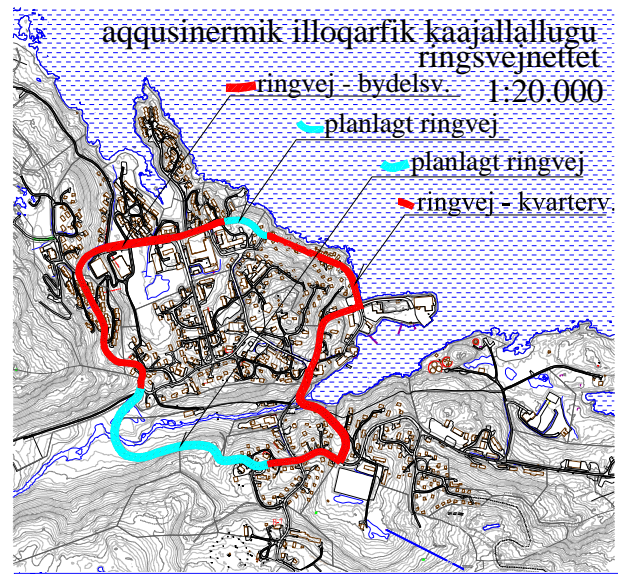 aqqusinermik illoqarfik kaajallallugu
ringsvejnettet
1:20.000
ringvej - bydelsv.
planlagt ringvej
planlagt ringvej
ringvej - kvarterv.